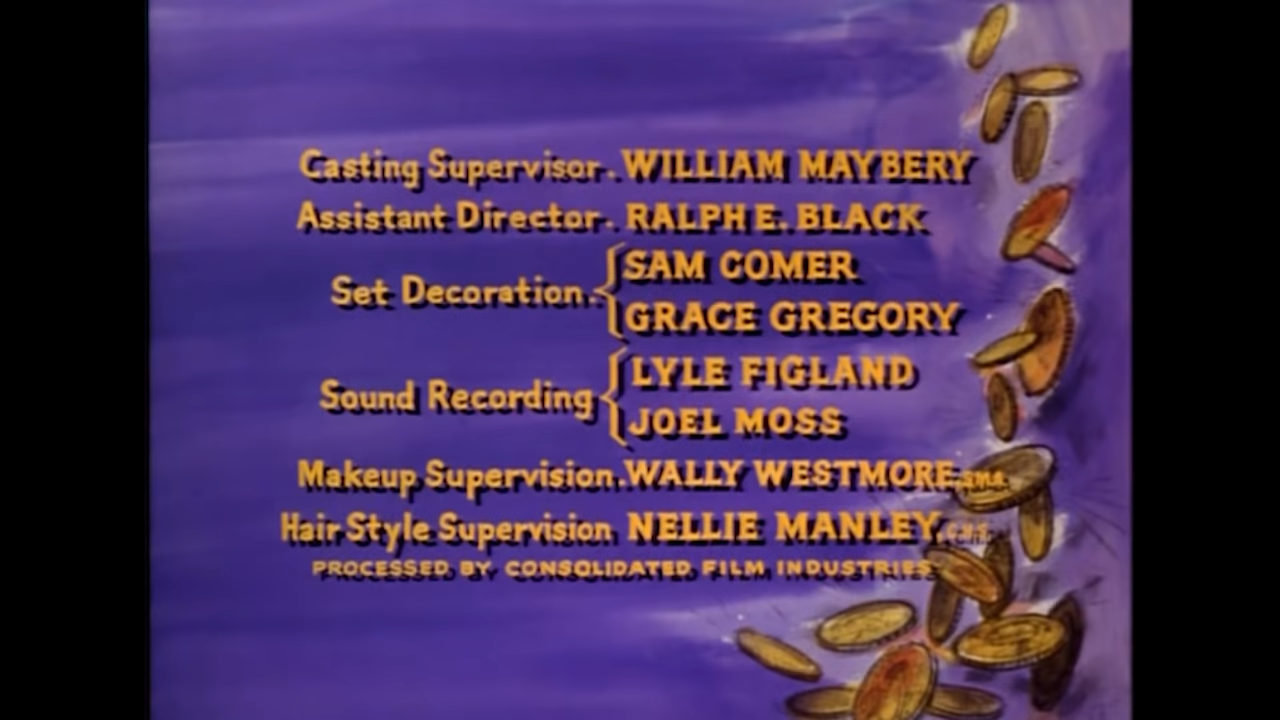 Casting Supervisor. WILLIAM MAYBERY
Assistant Director. RALPH E. BLACK
Set Decoration. { SAM COMER
GRACE GREGORY
Sound Recording { LYLE FIGLAND
JOEL MOSS
Makeup Supervision. WALLY WESTMORE, SMA
Hair Style Supervision NELLIE MANLEY,
PROCESSED BY CONSOLIDATED FILM INDUSTRIES